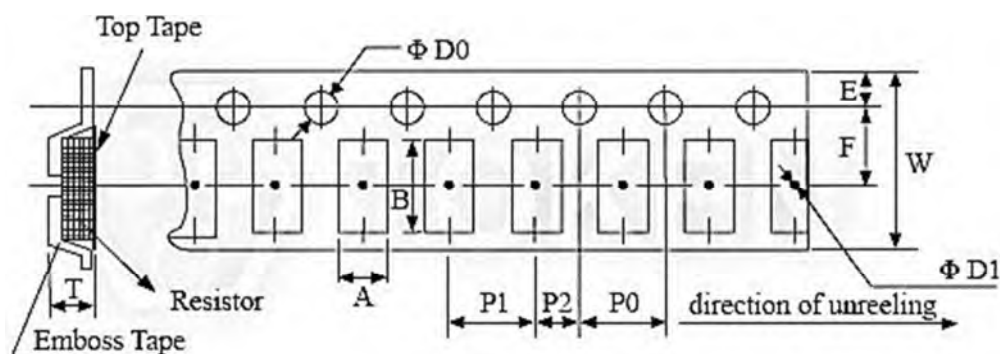 Top Tape
Φ D0
E
F
W
B
T
Resistor
A
P1
P2
P0
Φ D1
direction of unreeling
Emboss Tape